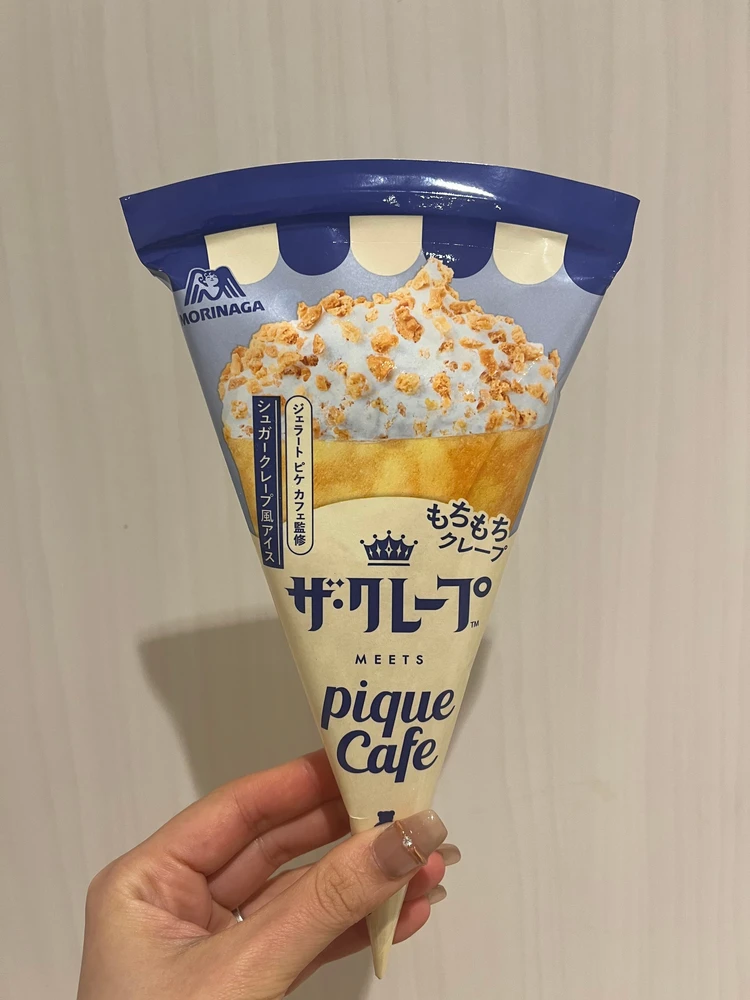 MORINAGA
ジェラート ピケ カフェ監修
シュガークレープ風アイス
もちもち
クレープ
ザ・クレープ™
MEETS
pique
Cafe